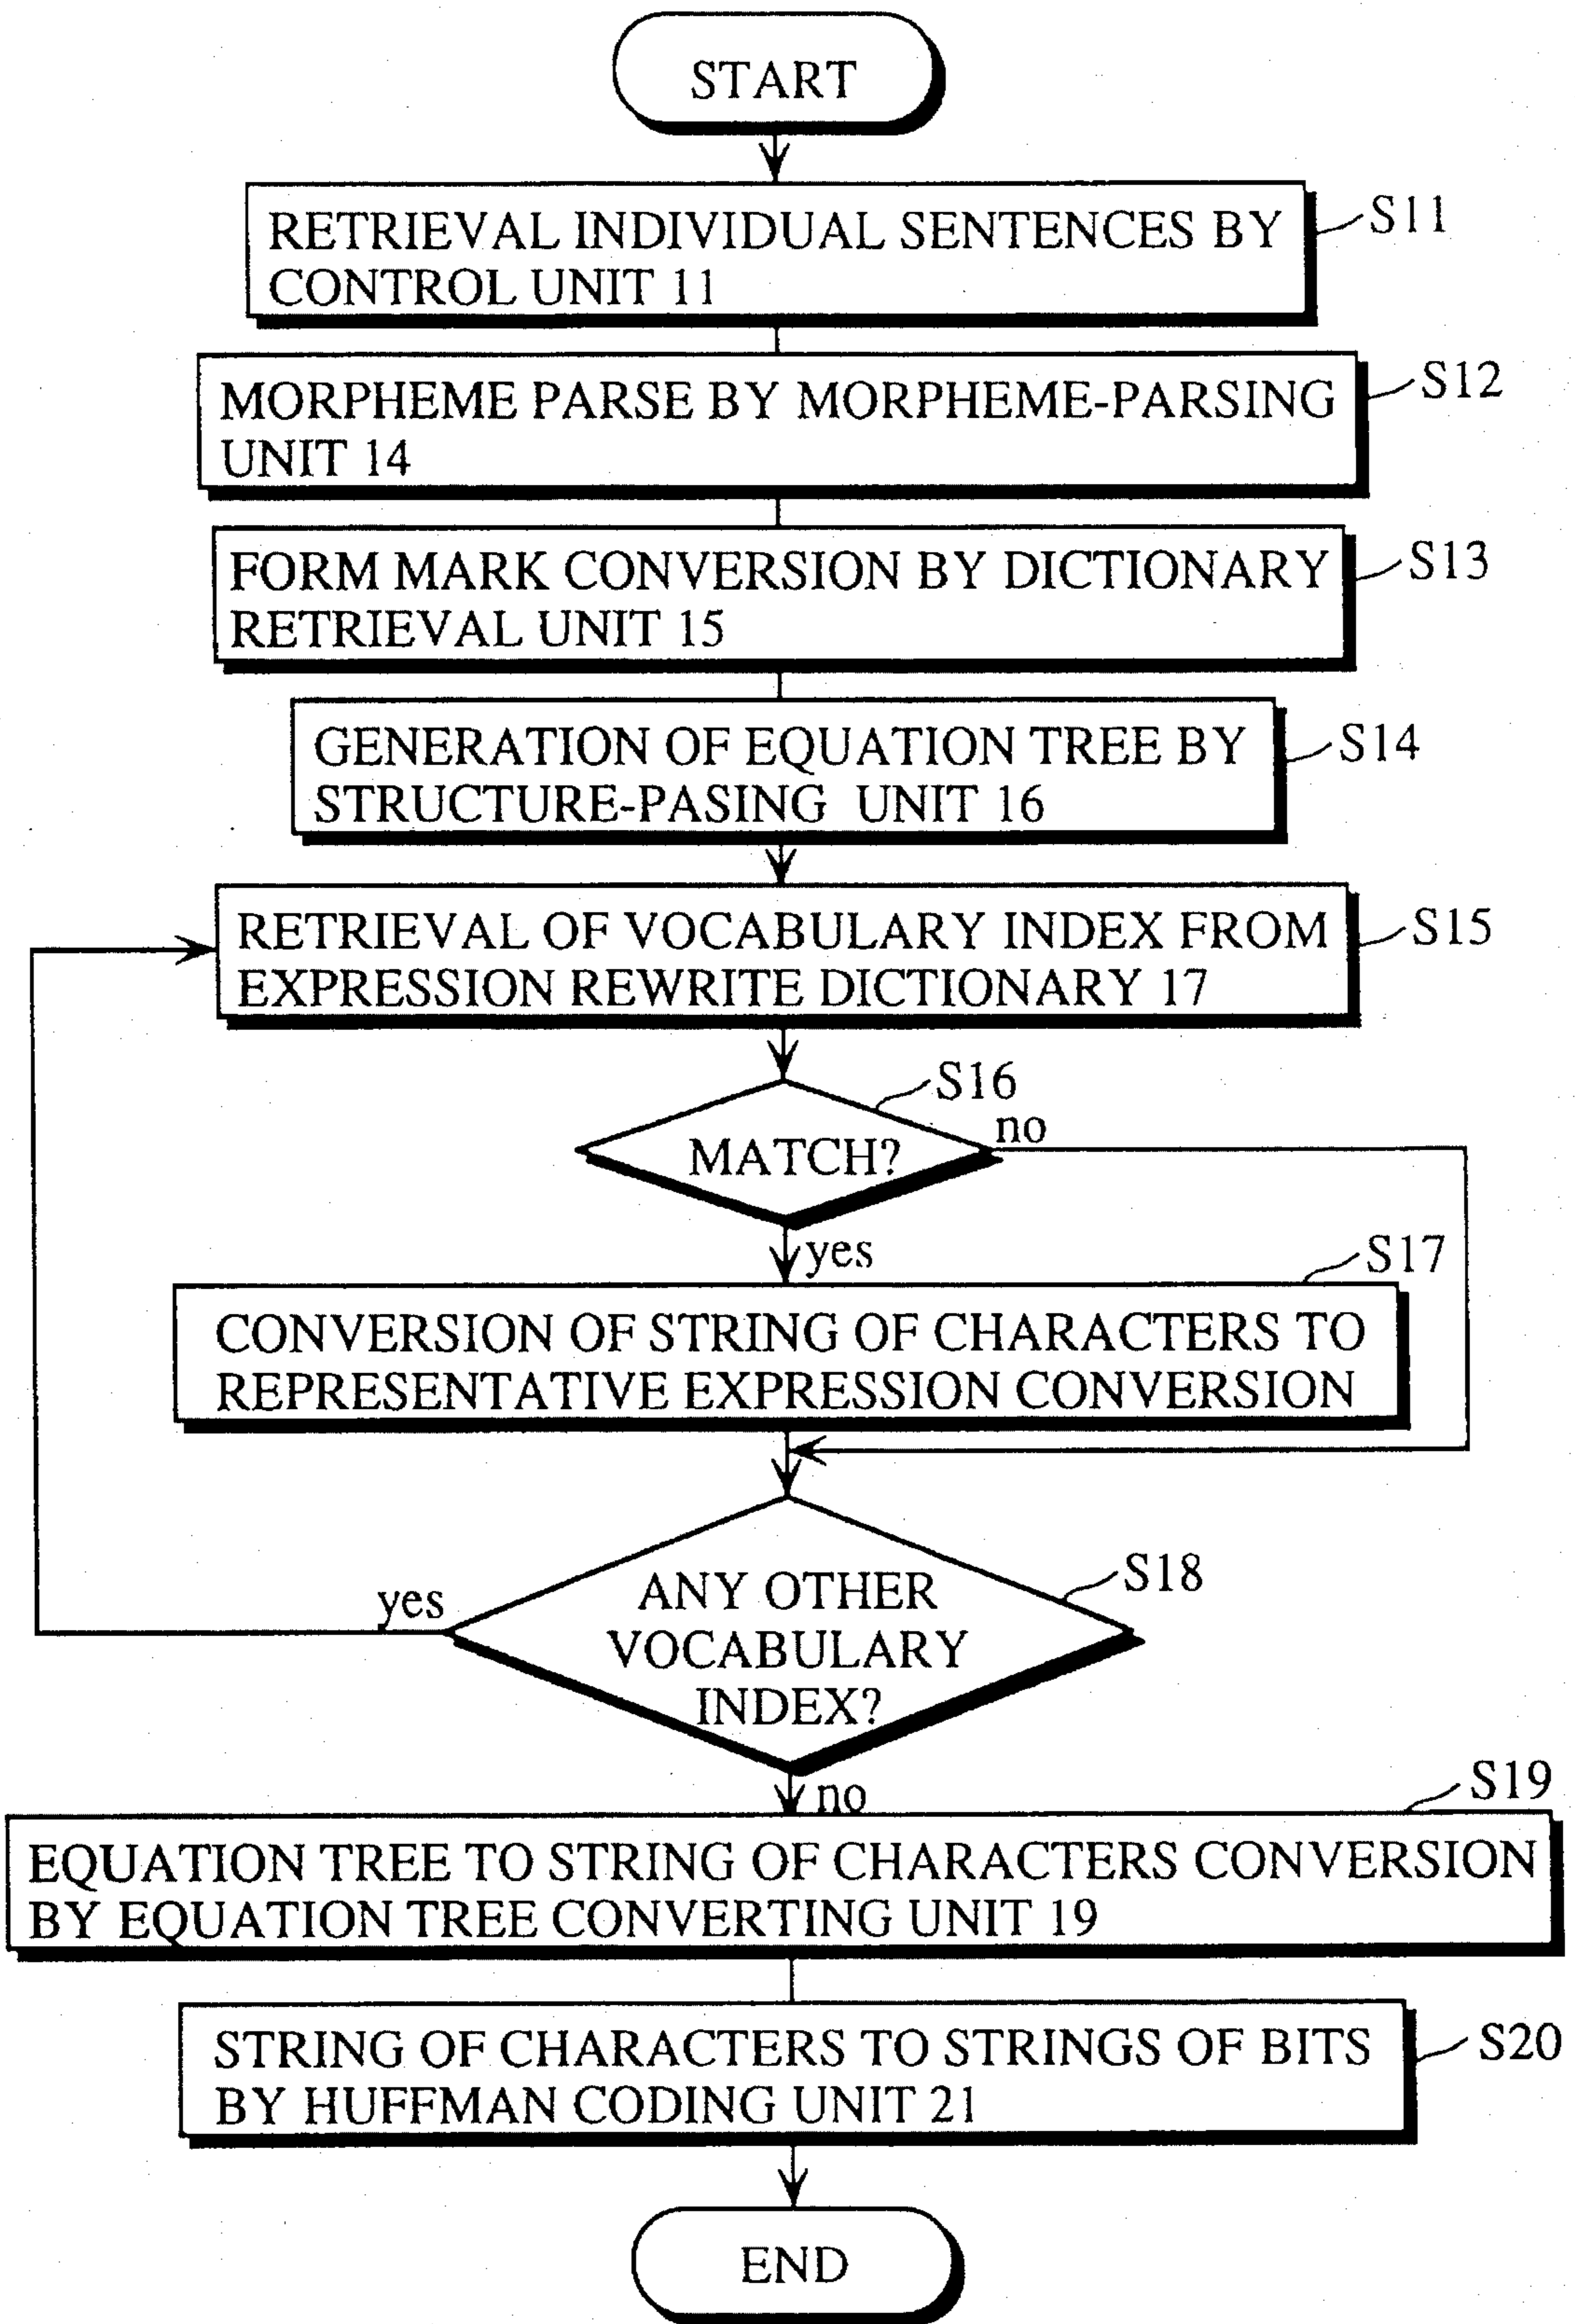 START
RETRIEVAL INDIVIDUAL SENTENCES BY
CONTROL UNIT 11
S11
MORPHEME PARSE BY MORPHEME-PARSING
UNIT 14
S12
FORM MARK CONVERSION BY DICTIONARY
RETRIEVAL UNIT 15
S13
GENERATION OF EQUATION TREE BY
STRUCTURE-PASING UNIT 16
S14
RETRIEVAL OF VOCABULARY INDEX FROM
EXPRESSION REWRITE DICTIONARY 17
S15
S16
MATCH?
no
yes
S17
CONVERSION OF STRING OF CHARACTERS TO
REPRESENTATIVE EXPRESSION CONVERSION
S18
yes
ANY OTHER
VOCABULARY
INDEX?
no
S19
EQUATION TREE TO STRING OF CHARACTERS CONVERSION
BY EQUATION TREE CONVERTING UNIT 19
STRING OF CHARACTERS TO STRINGS OF BITS
BY HUFFMAN CODING UNIT 21
S20
END